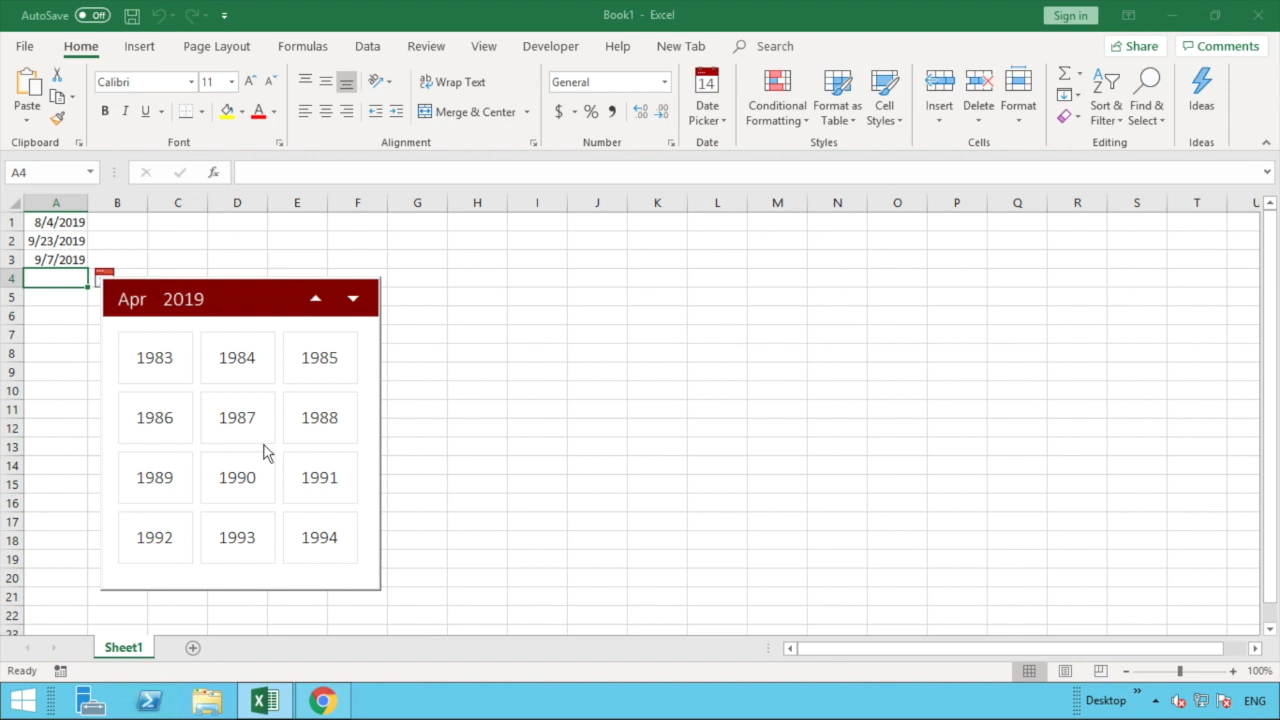 AutoSave Off Book1 - Excel Sign in
File Home Insert Page Layout Formulas Data Review View Developer Help New Tab Search Share Comments
Calibri 11 Wrap Text General
Paste B I U A Merge & Center $ % 14 Date Picker Conditional Formatting Format as Table Cell Styles Insert Delete Format Sort & Filter Find & Select Ideas
Clipboard Font Alignment Number Date Styles Cells Editing Ideas
A4 fx
A B C D E F G H I J K L M N O P Q R S T U
1 8/4/2019
2 9/23/2019
3 9/7/2019
4
5 Apr 2019
6
7
8 1983 1984 1985
9
10
11 1986 1987 1988
12
13
14 1989 1990 1991
15
16
17
18 1992 1993 1994
19
20
21
22
23
Sheet1
Ready 100%
Desktop ENG